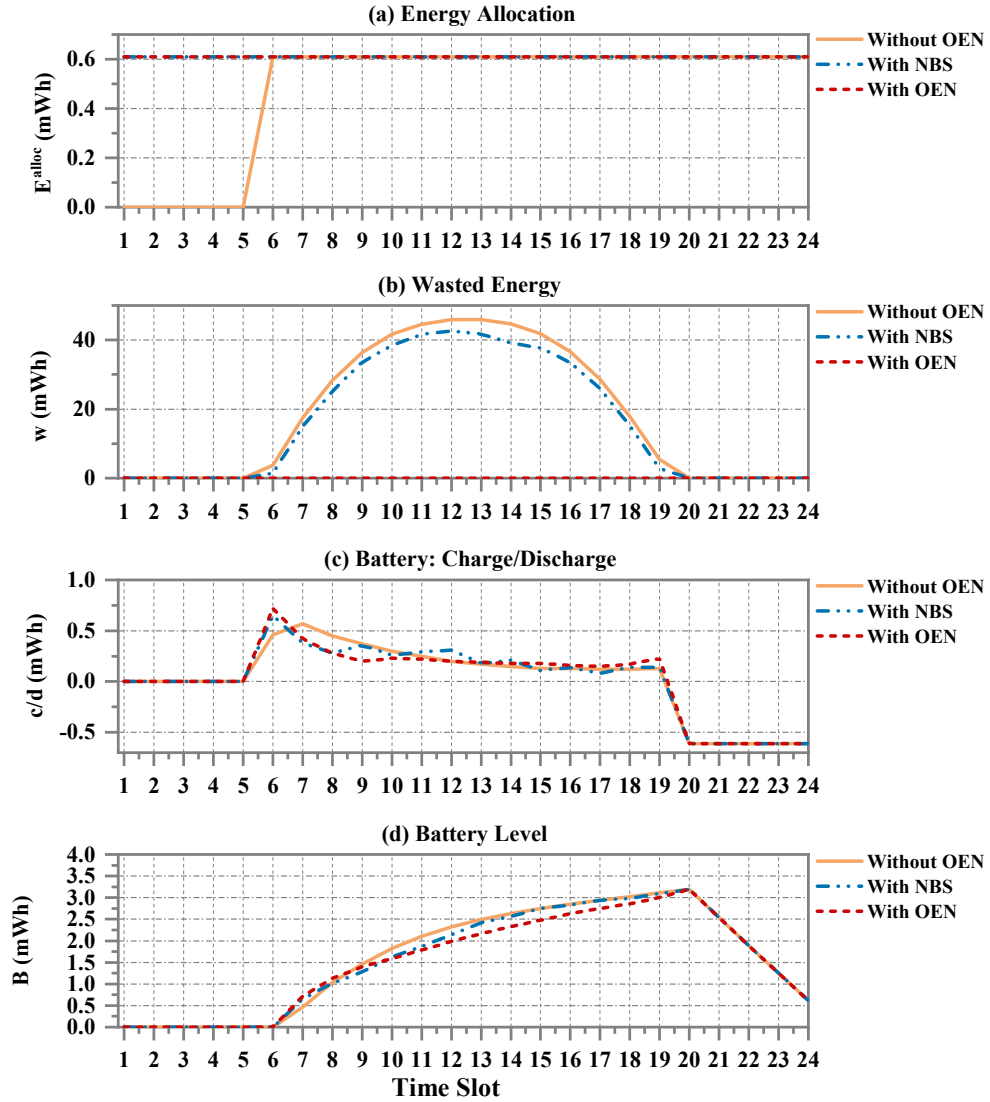 (a) Energy Allocation
E^alloc (mWh)
0.6
0.4
0.2
0.0
1 2 3 4 5 6 7 8 9 10 11 12 13 14 15 16 17 18 19 20 21 22 23 24
Without OEN
With NBS
With OEN
(b) Wasted Energy
w (mWh)
40
20
0
1 2 3 4 5 6 7 8 9 10 11 12 13 14 15 16 17 18 19 20 21 22 23 24
Without OEN
With NBS
With OEN
(c) Battery: Charge/Discharge
c/d (mWh)
1.0
0.5
0.0
-0.5
1 2 3 4 5 6 7 8 9 10 11 12 13 14 15 16 17 18 19 20 21 22 23 24
Without OEN
With NBS
With OEN
(d) Battery Level
B (mWh)
4.0
3.5
3.0
2.5
2.0
1.5
1.0
0.5
0.0
1 2 3 4 5 6 7 8 9 10 11 12 13 14 15 16 17 18 19 20 21 22 23 24
Without OEN
With NBS
With OEN
Time Slot